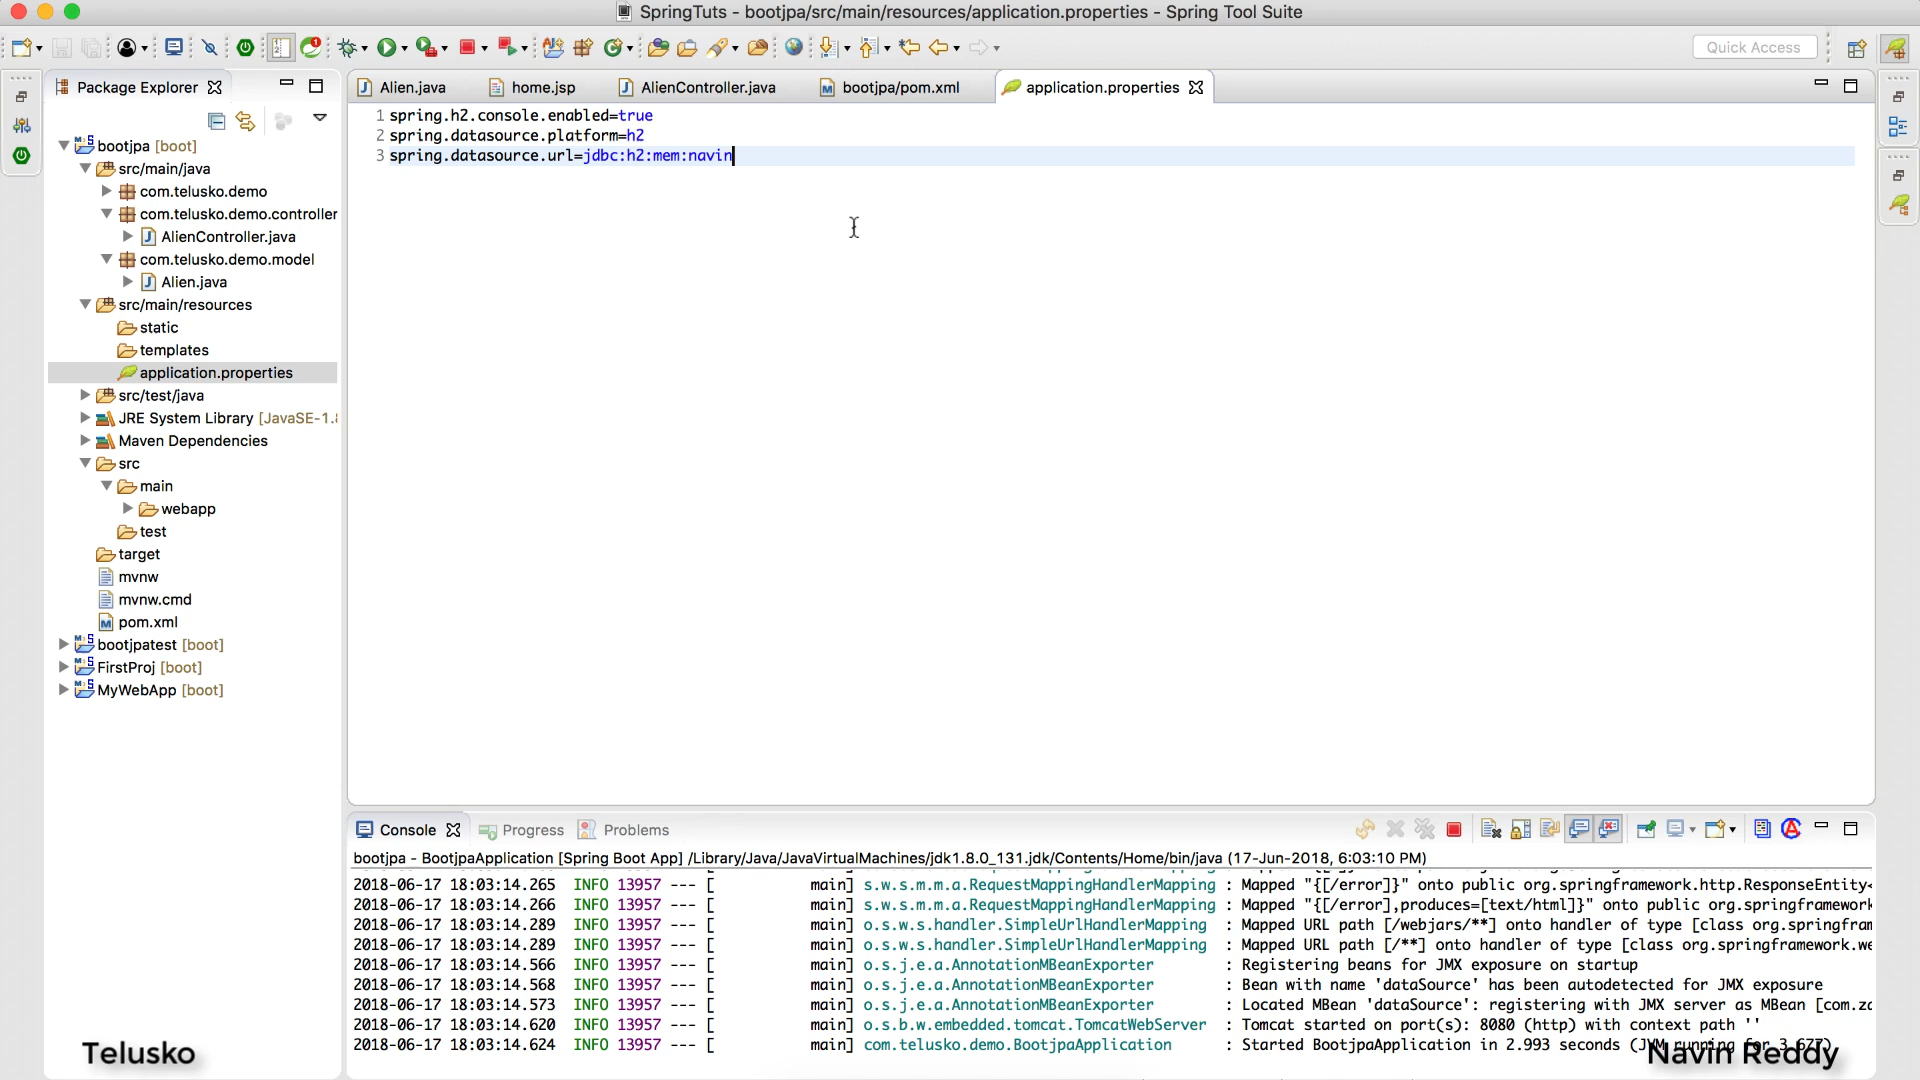 SpringTuts - bootjpa/src/main/resources/application.properties - Spring Tool Suite
Quick Access
Package Explorer
Alien.java
home.jsp
AlienController.java
bootjpa/pom.xml
application.properties
1 spring.h2.console.enabled=true
2 spring.datasource.platform=h2
3 spring.datasource.url=jdbc:h2:mem:navin
bootjpa [boot]
src/main/java
com.telusko.demo
com.telusko.demo.controller
AlienController.java
com.telusko.demo.model
Alien.java
src/main/resources
static
templates
application.properties
src/test/java
JRE System Library [JavaSE-1.
Maven Dependencies
src
main
webapp
test
target
mvnw
mvnw.cmd
pom.xml
bootjpatest [boot]
FirstProj [boot]
MyWebApp [boot]
Console
Progress
Problems
bootjpa - BootjpaApplication [Spring Boot App] /Library/Java/JavaVirtualMachines/jdk1.8.0_131.jdk/Contents/Home/bin/java (17-Jun-2018, 6:03:10 PM)
2018-06-17 18:03:14.265 INFO 13957 --- [ main] s.w.s.m.m.a.RequestMappingHandlerMapping : Mapped "{[/error]}" onto public org.springframework.http.ResponseEntity<
2018-06-17 18:03:14.266 INFO 13957 --- [ main] s.w.s.m.m.a.RequestMappingHandlerMapping : Mapped "{[/error],produces=[text/html]}" onto public org.springframework
2018-06-17 18:03:14.289 INFO 13957 --- [ main] o.s.w.s.handler.SimpleUrlHandlerMapping : Mapped URL path [/webjars/**] onto handler of type [class org.springfram
2018-06-17 18:03:14.289 INFO 13957 --- [ main] o.s.w.s.handler.SimpleUrlHandlerMapping : Mapped URL path [/**] onto handler of type [class org.springframework.we
2018-06-17 18:03:14.566 INFO 13957 --- [ main] o.s.j.e.a.AnnotationMBeanExporter : Registering beans for JMX exposure on startup
2018-06-17 18:03:14.568 INFO 13957 --- [ main] o.s.j.e.a.AnnotationMBeanExporter : Bean with name 'dataSource' has been autodetected for JMX exposure
2018-06-17 18:03:14.573 INFO 13957 --- [ main] o.s.j.e.a.AnnotationMBeanExporter : Located MBean 'dataSource': registering with JMX server as MBean [com.za
2018-06-17 18:03:14.620 INFO 13957 --- [ main] o.s.b.w.embedded.tomcat.TomcatWebServer : Tomcat started on port(s): 8080 (http) with context path ''
2018-06-17 18:03:14.624 INFO 13957 --- [ main] com.telusko.demo.BootjpaApplication : Started BootjpaApplication in 2.993 seconds (JVM running for 3.677)
Telusko
Navin Reddy